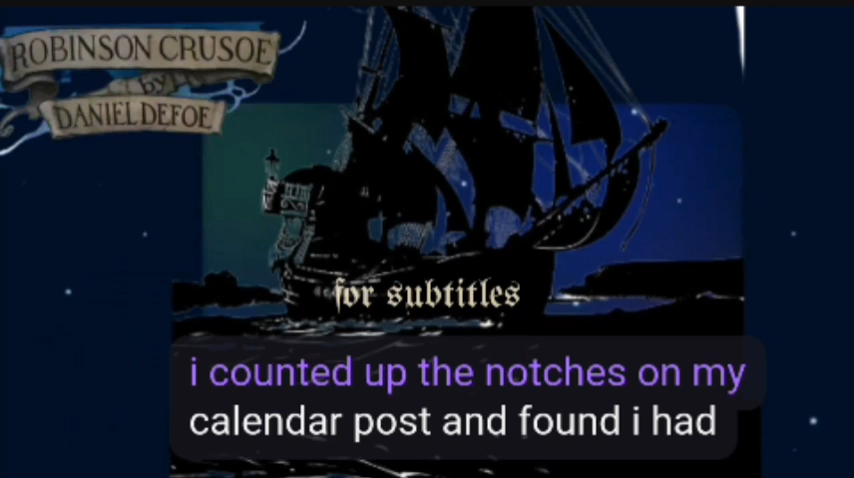 ROBINSON CRUSOE
by
DANIEL DEFOE
for subtitles
i counted up the notches on my
calendar post and found i had